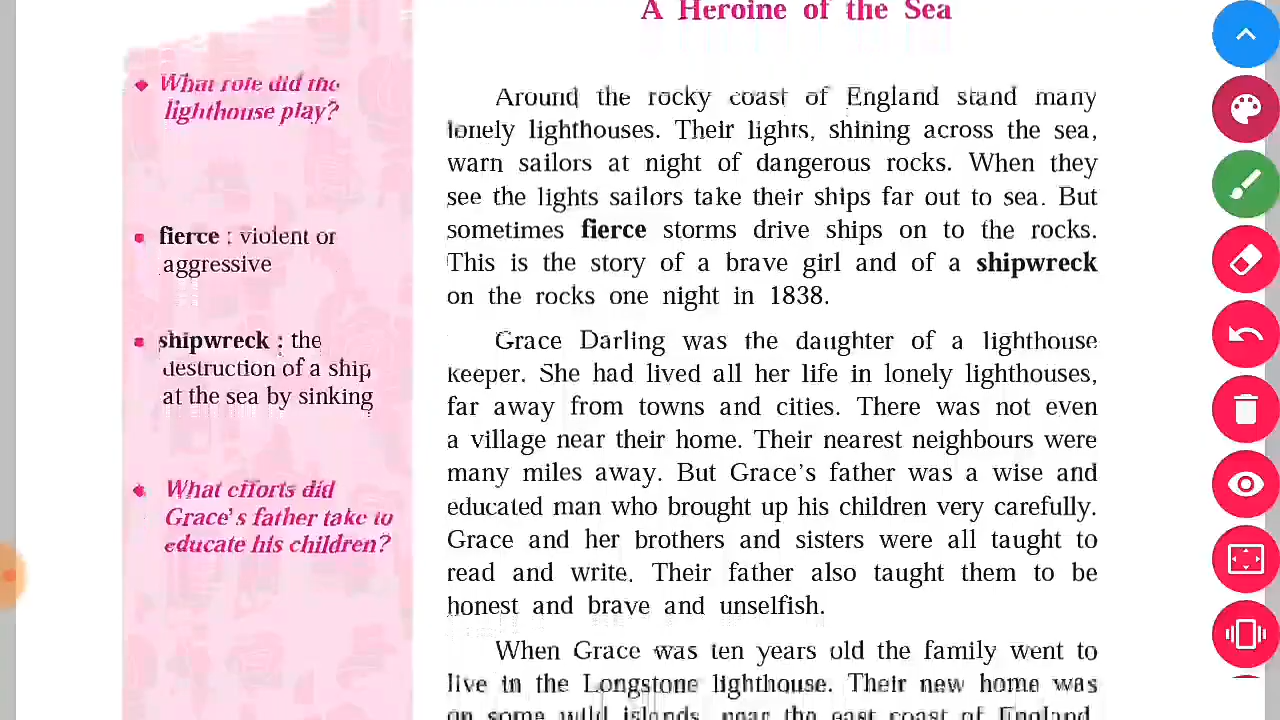 A Heroine of the Sea
What role did the
lighthouse play?
fierce : violent or
aggressive
shipwreck : the
destruction of a ship
at the sea by sinking
What efforts did
Grace's father take to
educate his children?
Around the rocky coast of England stand many
lonely lighthouses. Their lights, shining across the sea,
warn sailors at night of dangerous rocks. When they
see the lights sailors take their ships far out to sea. But
sometimes fierce storms drive ships on to the rocks.
This is the story of a brave girl and of a shipwreck
on the rocks one night in 1838.
Grace Darling was the daughter of a lighthouse
keeper. She had lived all her life in lonely lighthouses,
far away from towns and cities. There was not even
a village near their home. Their nearest neighbours were
many miles away. But Grace's father was a wise and
educated man who brought up his children very carefully.
Grace and her brothers and sisters were all taught to
read and write. Their father also taught them to be
honest and brave and unselfish.
When Grace was ten years old the family went to
live in the Longstone lighthouse. Their new home was
on some wild islands, near the east coast of England.